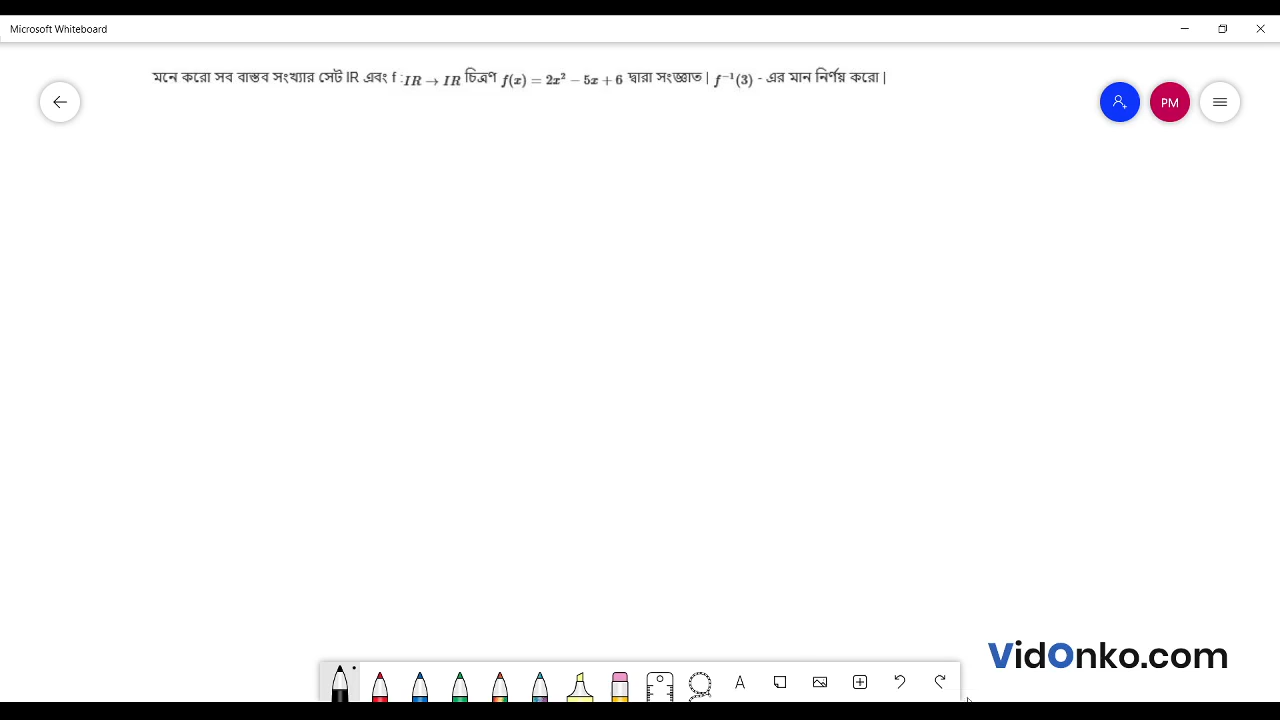 Microsoft Whiteboard
মনে করো সব বাস্তব সংখ্যার সেট IR এবং f : IR → IR চিত্রণ f(x) = 2x² − 5x + 6 দ্বারা সংজ্ঞাত | f⁻¹(3) - এর মান নির্ণয় করো |
PM
A
VidOnko.com